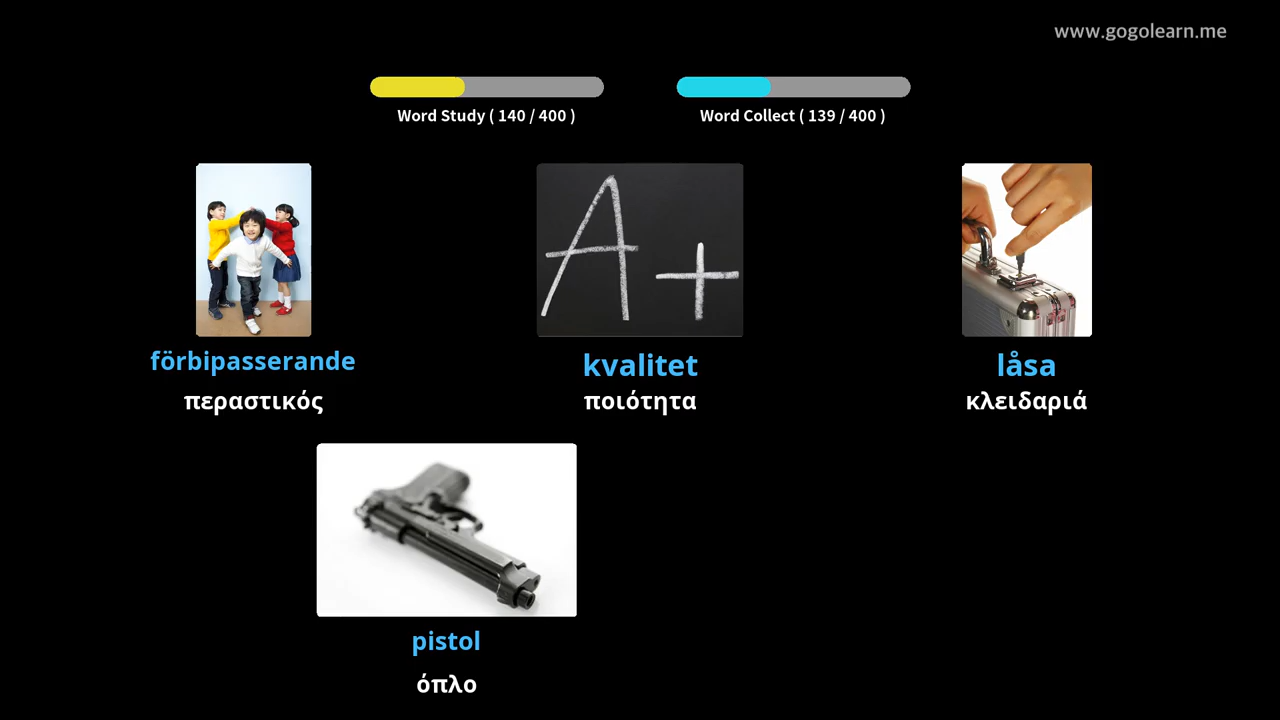 www.gogolearn.me
Word Study ( 140 / 400 )
Word Collect ( 139 / 400 )
A+
förbipasserande
kvalitet
låsa
περαστικός
ποιότητα
κλειδαριά
pistol
όπλο